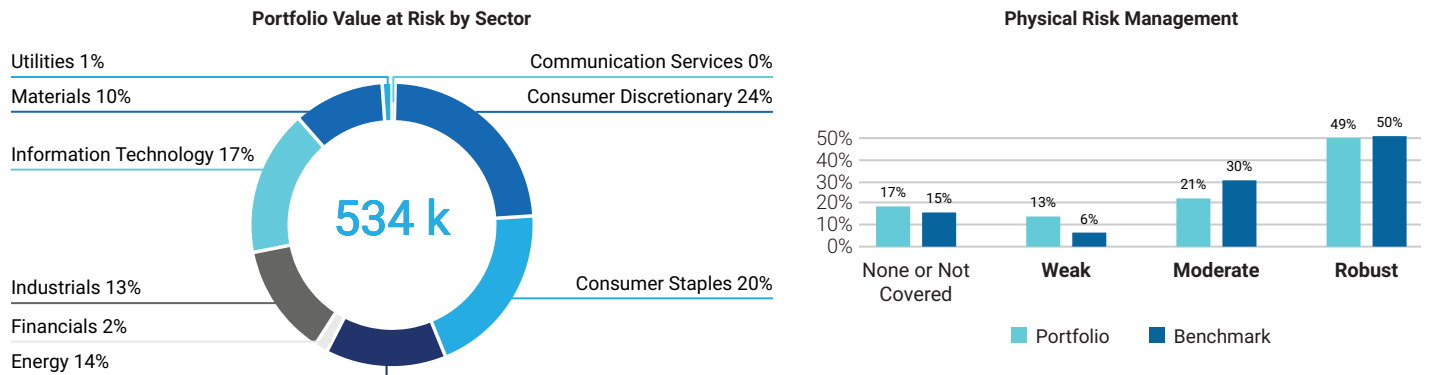 Portfolio Value at Risk by Sector
Utilities 1%
Communication Services 0%
Materials 10%
Consumer Discretionary 24%
Information Technology 17%
534 k
Industrials 13%
Consumer Staples 20%
Financials 2%
Energy 14%
Physical Risk Management
50%
40%
30%
20%
10%
0%
17%
15%
13%
6%
21%
30%
49%
50%
None or Not
Covered
Weak
Moderate
Robust
Portfolio
Benchmark